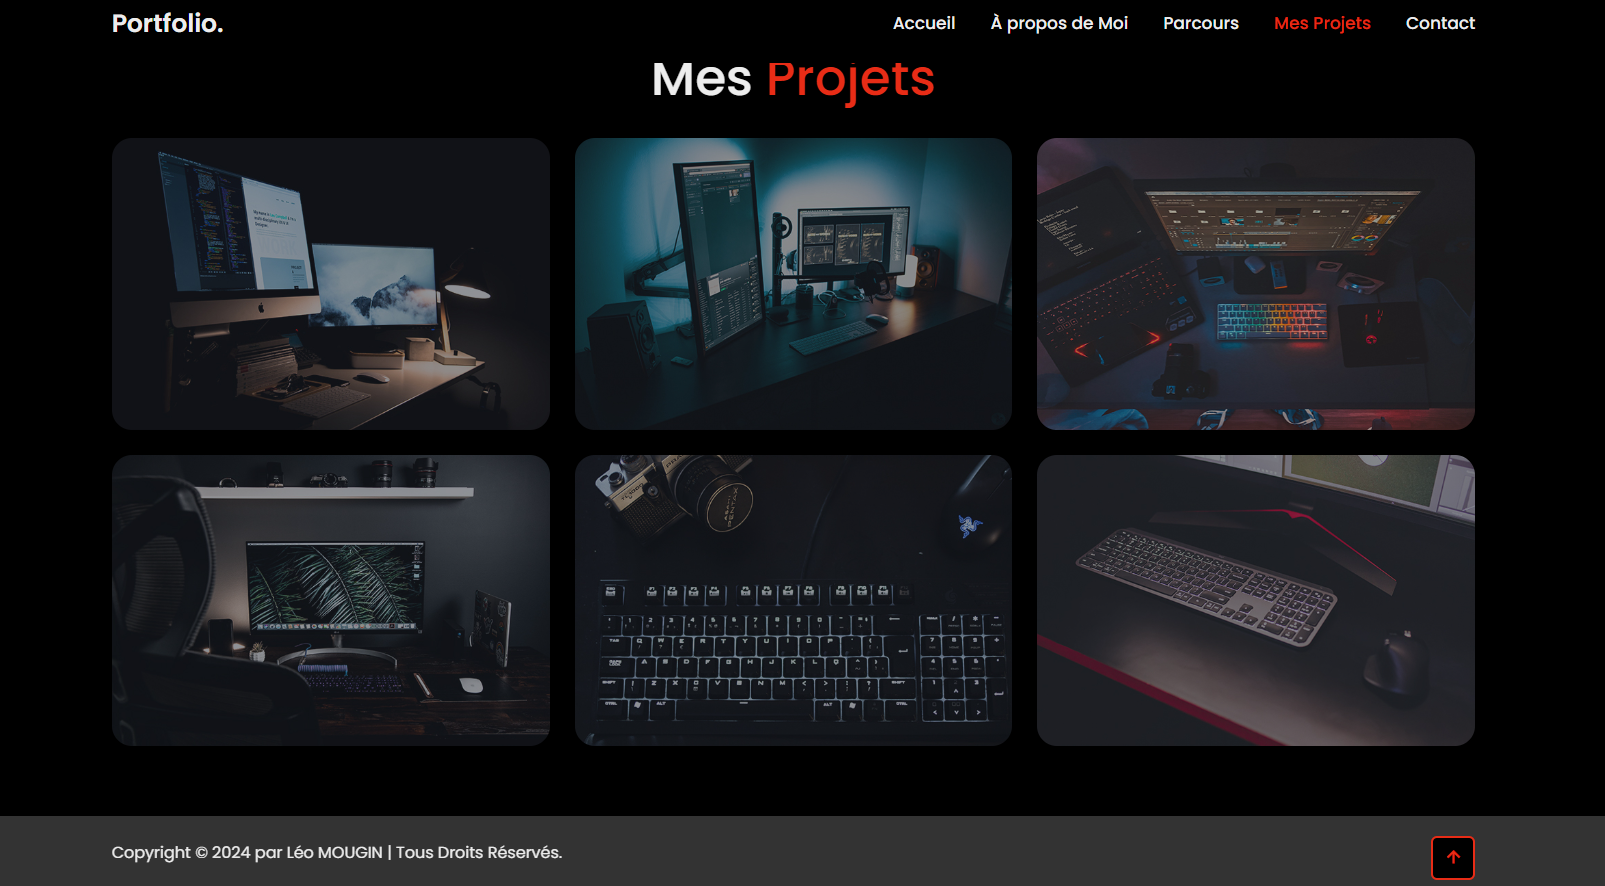 Portfolio.
Accueil
À propos de Moi
Parcours
Mes Projets
Contact
Mes Projets
Copyright © 2024 par Léo MOUGIN | Tous Droits Réservés.